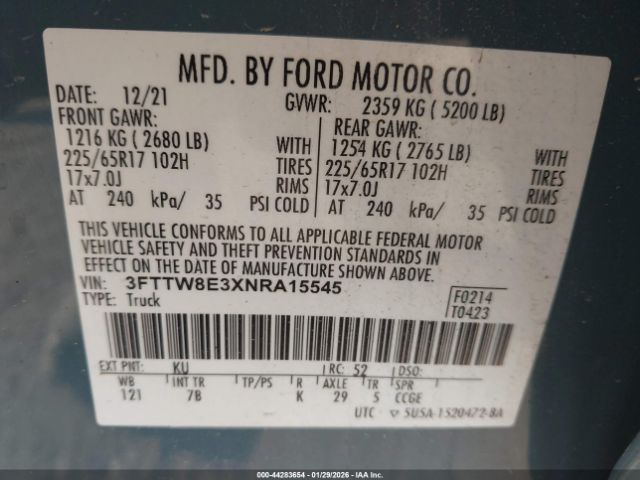 MFD. BY FORD MOTOR CO.
DATE: 12/21 GVWR: 2359 KG ( 5200 LB)
FRONT GAWR: REAR GAWR:
1216 KG ( 2680 LB) WITH 1254 KG ( 2765 LB) WITH
225/65R17 102H TIRES 225/65R17 102H TIRES
17x7.0J RIMS 17x7.0J RIMS
AT 240 kPa/ 35 PSI COLD AT 240 kPa/ 35 PSI COLD
THIS VEHICLE CONFORMS TO ALL APPLICABLE FEDERAL MOTOR
VEHICLE SAFETY AND THEFT PREVENTION STANDARDS IN
EFFECT ON THE DATE OF MANUFACTURE SHOWN ABOVE.
VIN: 3FTTW8E3XNRA15545 F0214
TYPE: Truck T0423
EXT PNT: KU RC: 52 DSO:
WB INT TR TP/PS R AXLE TR SPR
121 7B K 29 5 CCGE
UTC ▽ 5U5A-1520472-BA
000-44283654 | 01/29/2026 - IAAI.COM